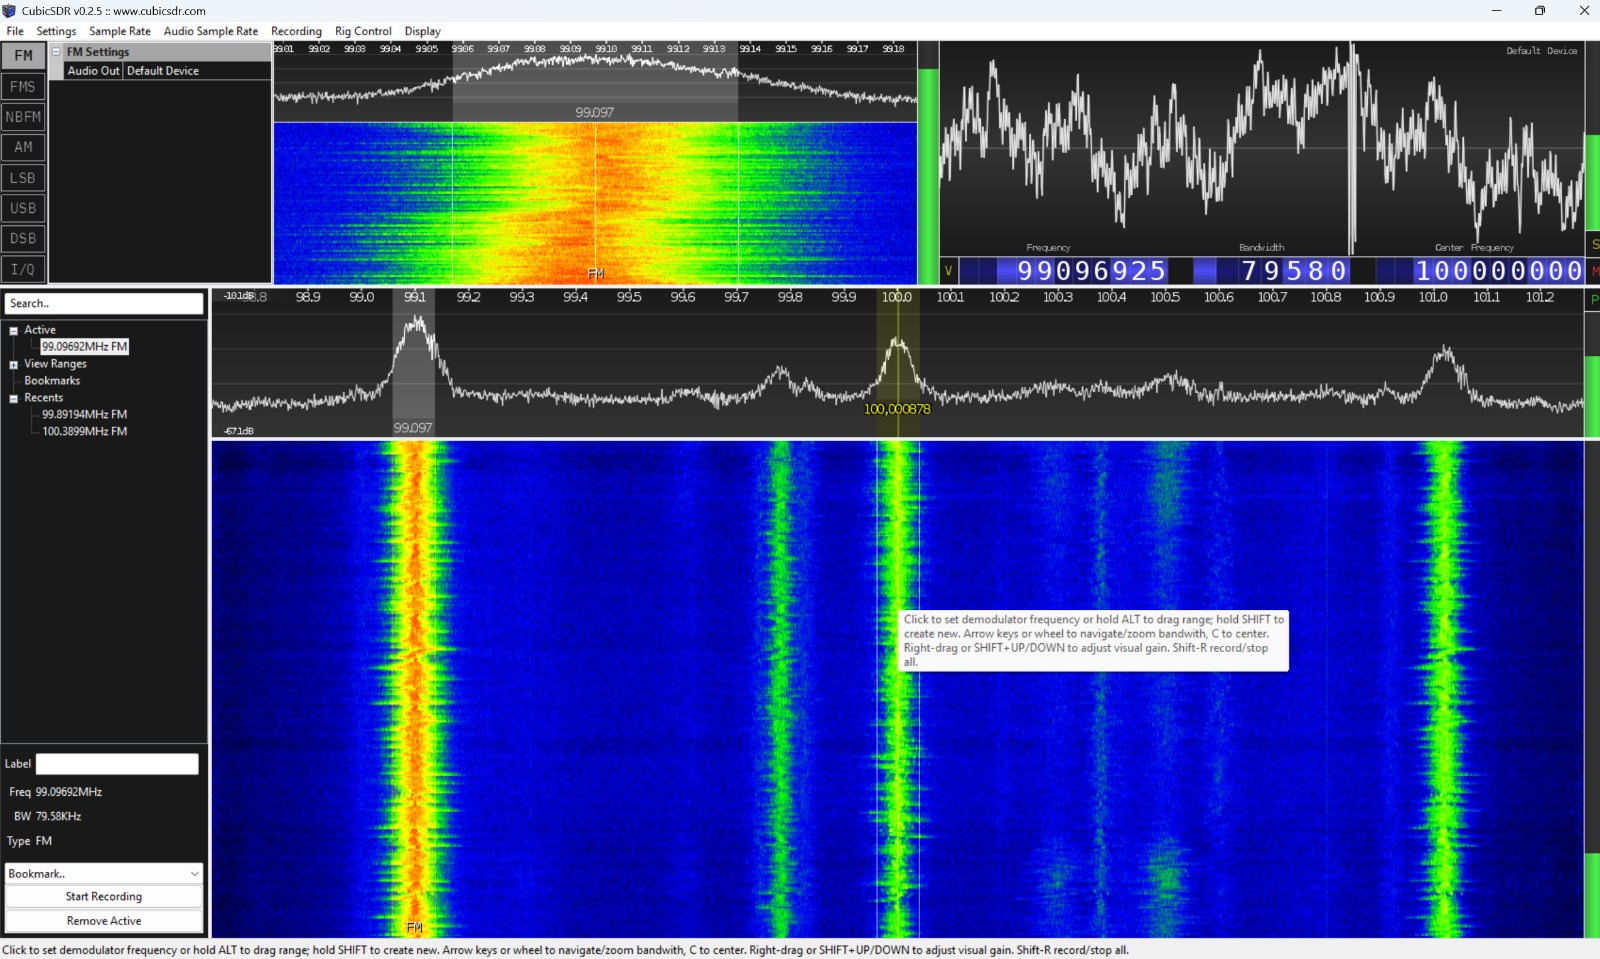 CubicSDR v0.2.5 :: www.cubicsdr.com
File Settings Sample Rate Audio Sample Rate Recording Rig Control Display
FM
FMS
NBFM
AM
LSB
USB
DSB
I/Q
FM Settings
Audio Out Default Device
99.01 99.02 99.03 99.04 99.05 99.06 99.07 99.08 99.09 99.10 99.11 99.12 99.13 99.14 99.15 99.16 99.17 99.18
99.097
FM
Default Device
Frequency Bandwidth Center Frequency
V 99096925 79580 100000000
S
M
P
Search..
Active
99.09692MHz FM
View Ranges
Bookmarks
Recents
99.89194MHz FM
100.3899MHz FM
-10.1dB 98.9 99.0 99.1 99.2 99.3 99.4 99.5 99.6 99.7 99.8 99.9 100.0 100.1 100.2 100.3 100.4 100.5 100.6 100.7 100.8 100.9 101.0 101.1 101.2
100,000878
99.097
-67.1dB
Click to set demodulator frequency or hold ALT to drag range; hold SHIFT to
create new. Arrow keys or wheel to navigate/zoom bandwith, C to center.
Right-drag or SHIFT+UP/DOWN to adjust visual gain. Shift-R record/stop
all.
FM
Label
Freq 99.09692MHz
BW 79.58KHz
Type FM
Bookmark..
Start Recording
Remove Active
Click to set demodulator frequency or hold ALT to drag range; hold SHIFT to create new. Arrow keys or wheel to navigate/zoom bandwith, C to center. Right-drag or SHIFT+UP/DOWN to adjust visual gain. Shift-R record/stop all.